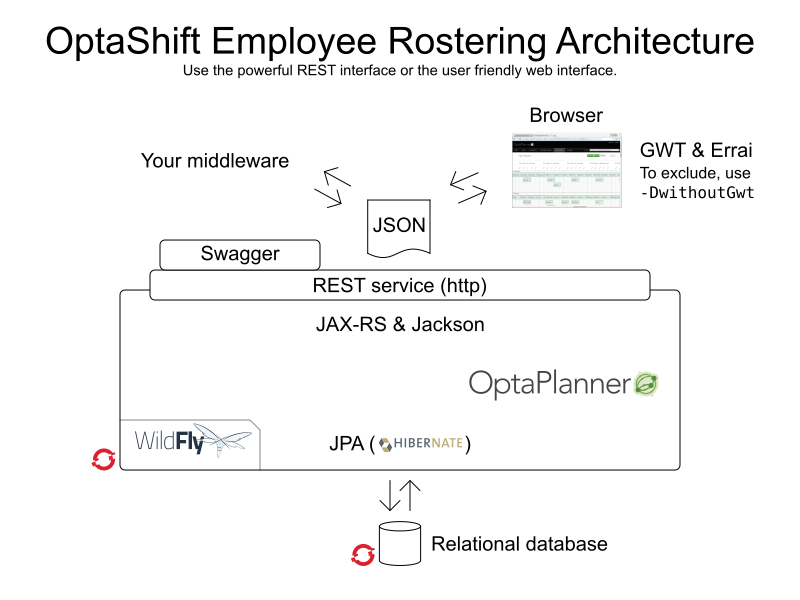 OptaShift Employee Rostering Architecture
Use the powerful REST interface or the user friendly web interface.
Browser
Your middleware
GWT & Errai
To exclude, use
-DwithoutGwt
JSON
Swagger
REST service (http)
JAX-RS & Jackson
OptaPlanner
WildFly
JPA ( HIBERNATE )
Relational database